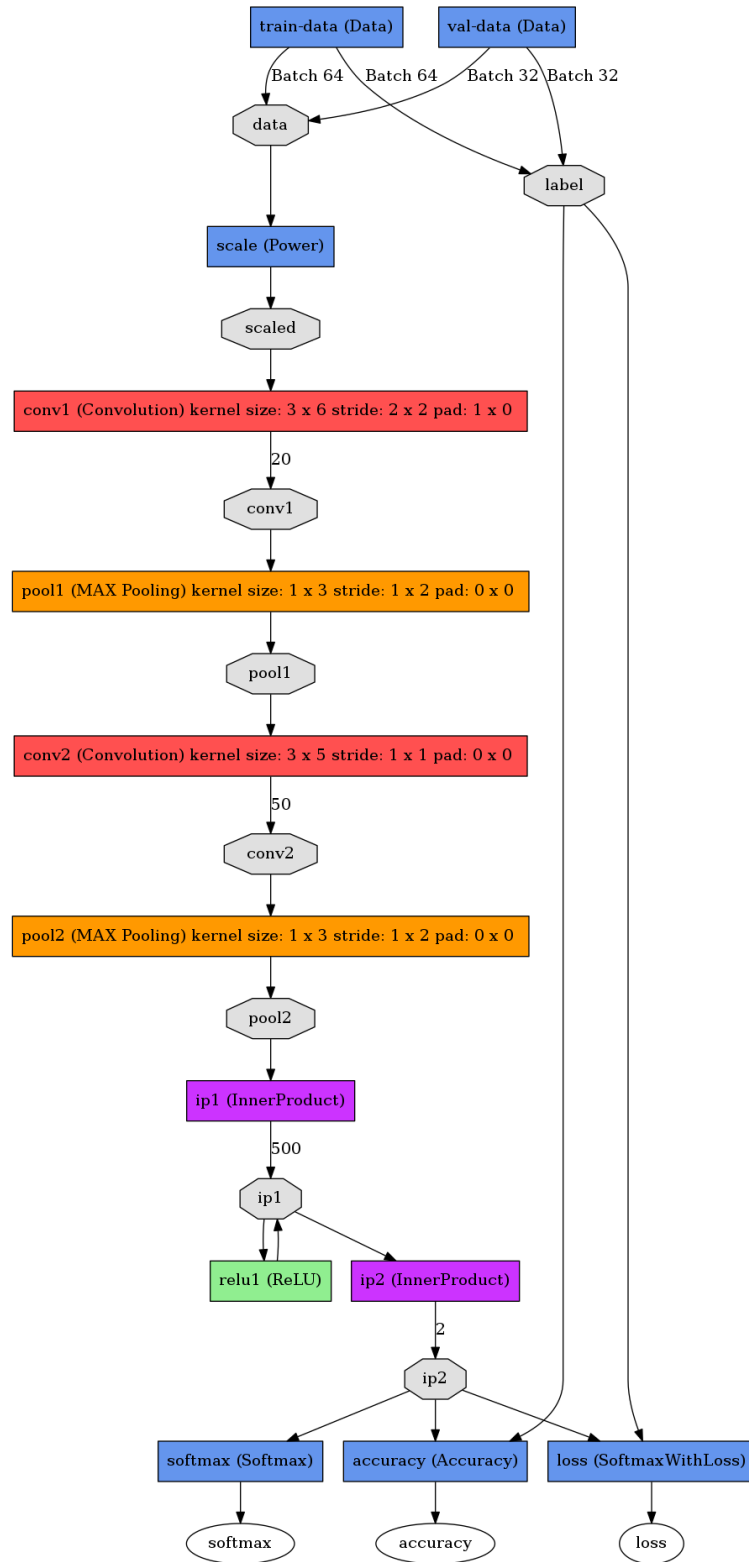 train-data (Data)
val-data (Data)
Batch 64
Batch 64
Batch 32
Batch 32
data
label
scale (Power)
scaled
conv1 (Convolution) kernel size: 3 x 6 stride: 2 x 2 pad: 1 x 0
20
conv1
pool1 (MAX Pooling) kernel size: 1 x 3 stride: 1 x 2 pad: 0 x 0
pool1
conv2 (Convolution) kernel size: 3 x 5 stride: 1 x 1 pad: 0 x 0
50
conv2
pool2 (MAX Pooling) kernel size: 1 x 3 stride: 1 x 2 pad: 0 x 0
pool2
ip1 (InnerProduct)
500
ip1
relu1 (ReLU)
ip2 (InnerProduct)
2
ip2
softmax (Softmax)
accuracy (Accuracy)
loss (SoftmaxWithLoss)
softmax
accuracy
loss